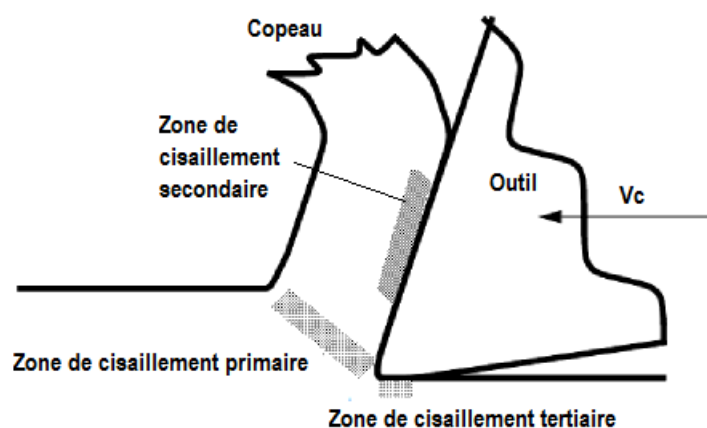 Copeau
Zone de
cisaillement
secondaire
Outil
Vc
Zone de cisaillement primaire
Zone de cisaillement tertiaire